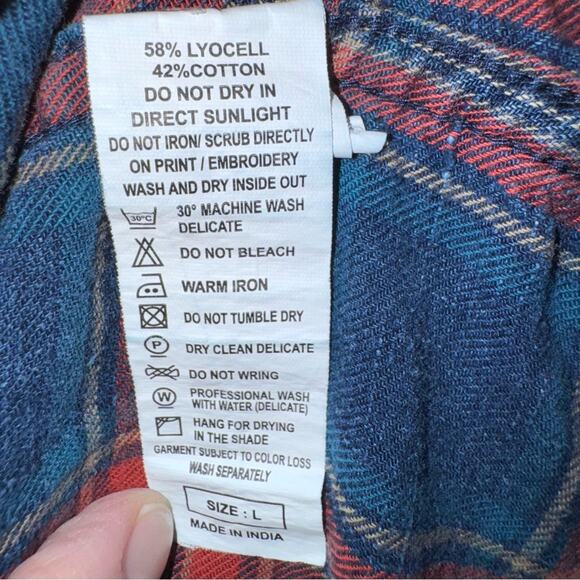 58% LYOCELL
42%COTTON
DO NOT DRY IN
DIRECT SUNLIGHT
DO NOT IRON/ SCRUB DIRECTLY
ON PRINT / EMBROIDERY
WASH AND DRY INSIDE OUT
30°C 30° MACHINE WASH
DELICATE
DO NOT BLEACH
WARM IRON
DO NOT TUMBLE DRY
P DRY CLEAN DELICATE
DO NOT WRING
W PROFESSIONAL WASH
WITH WATER (DELICATE)
HANG FOR DRYING
IN THE SHADE
GARMENT SUBJECT TO COLOR LOSS
WASH SEPARATELY
SIZE : L
MADE IN INDIA